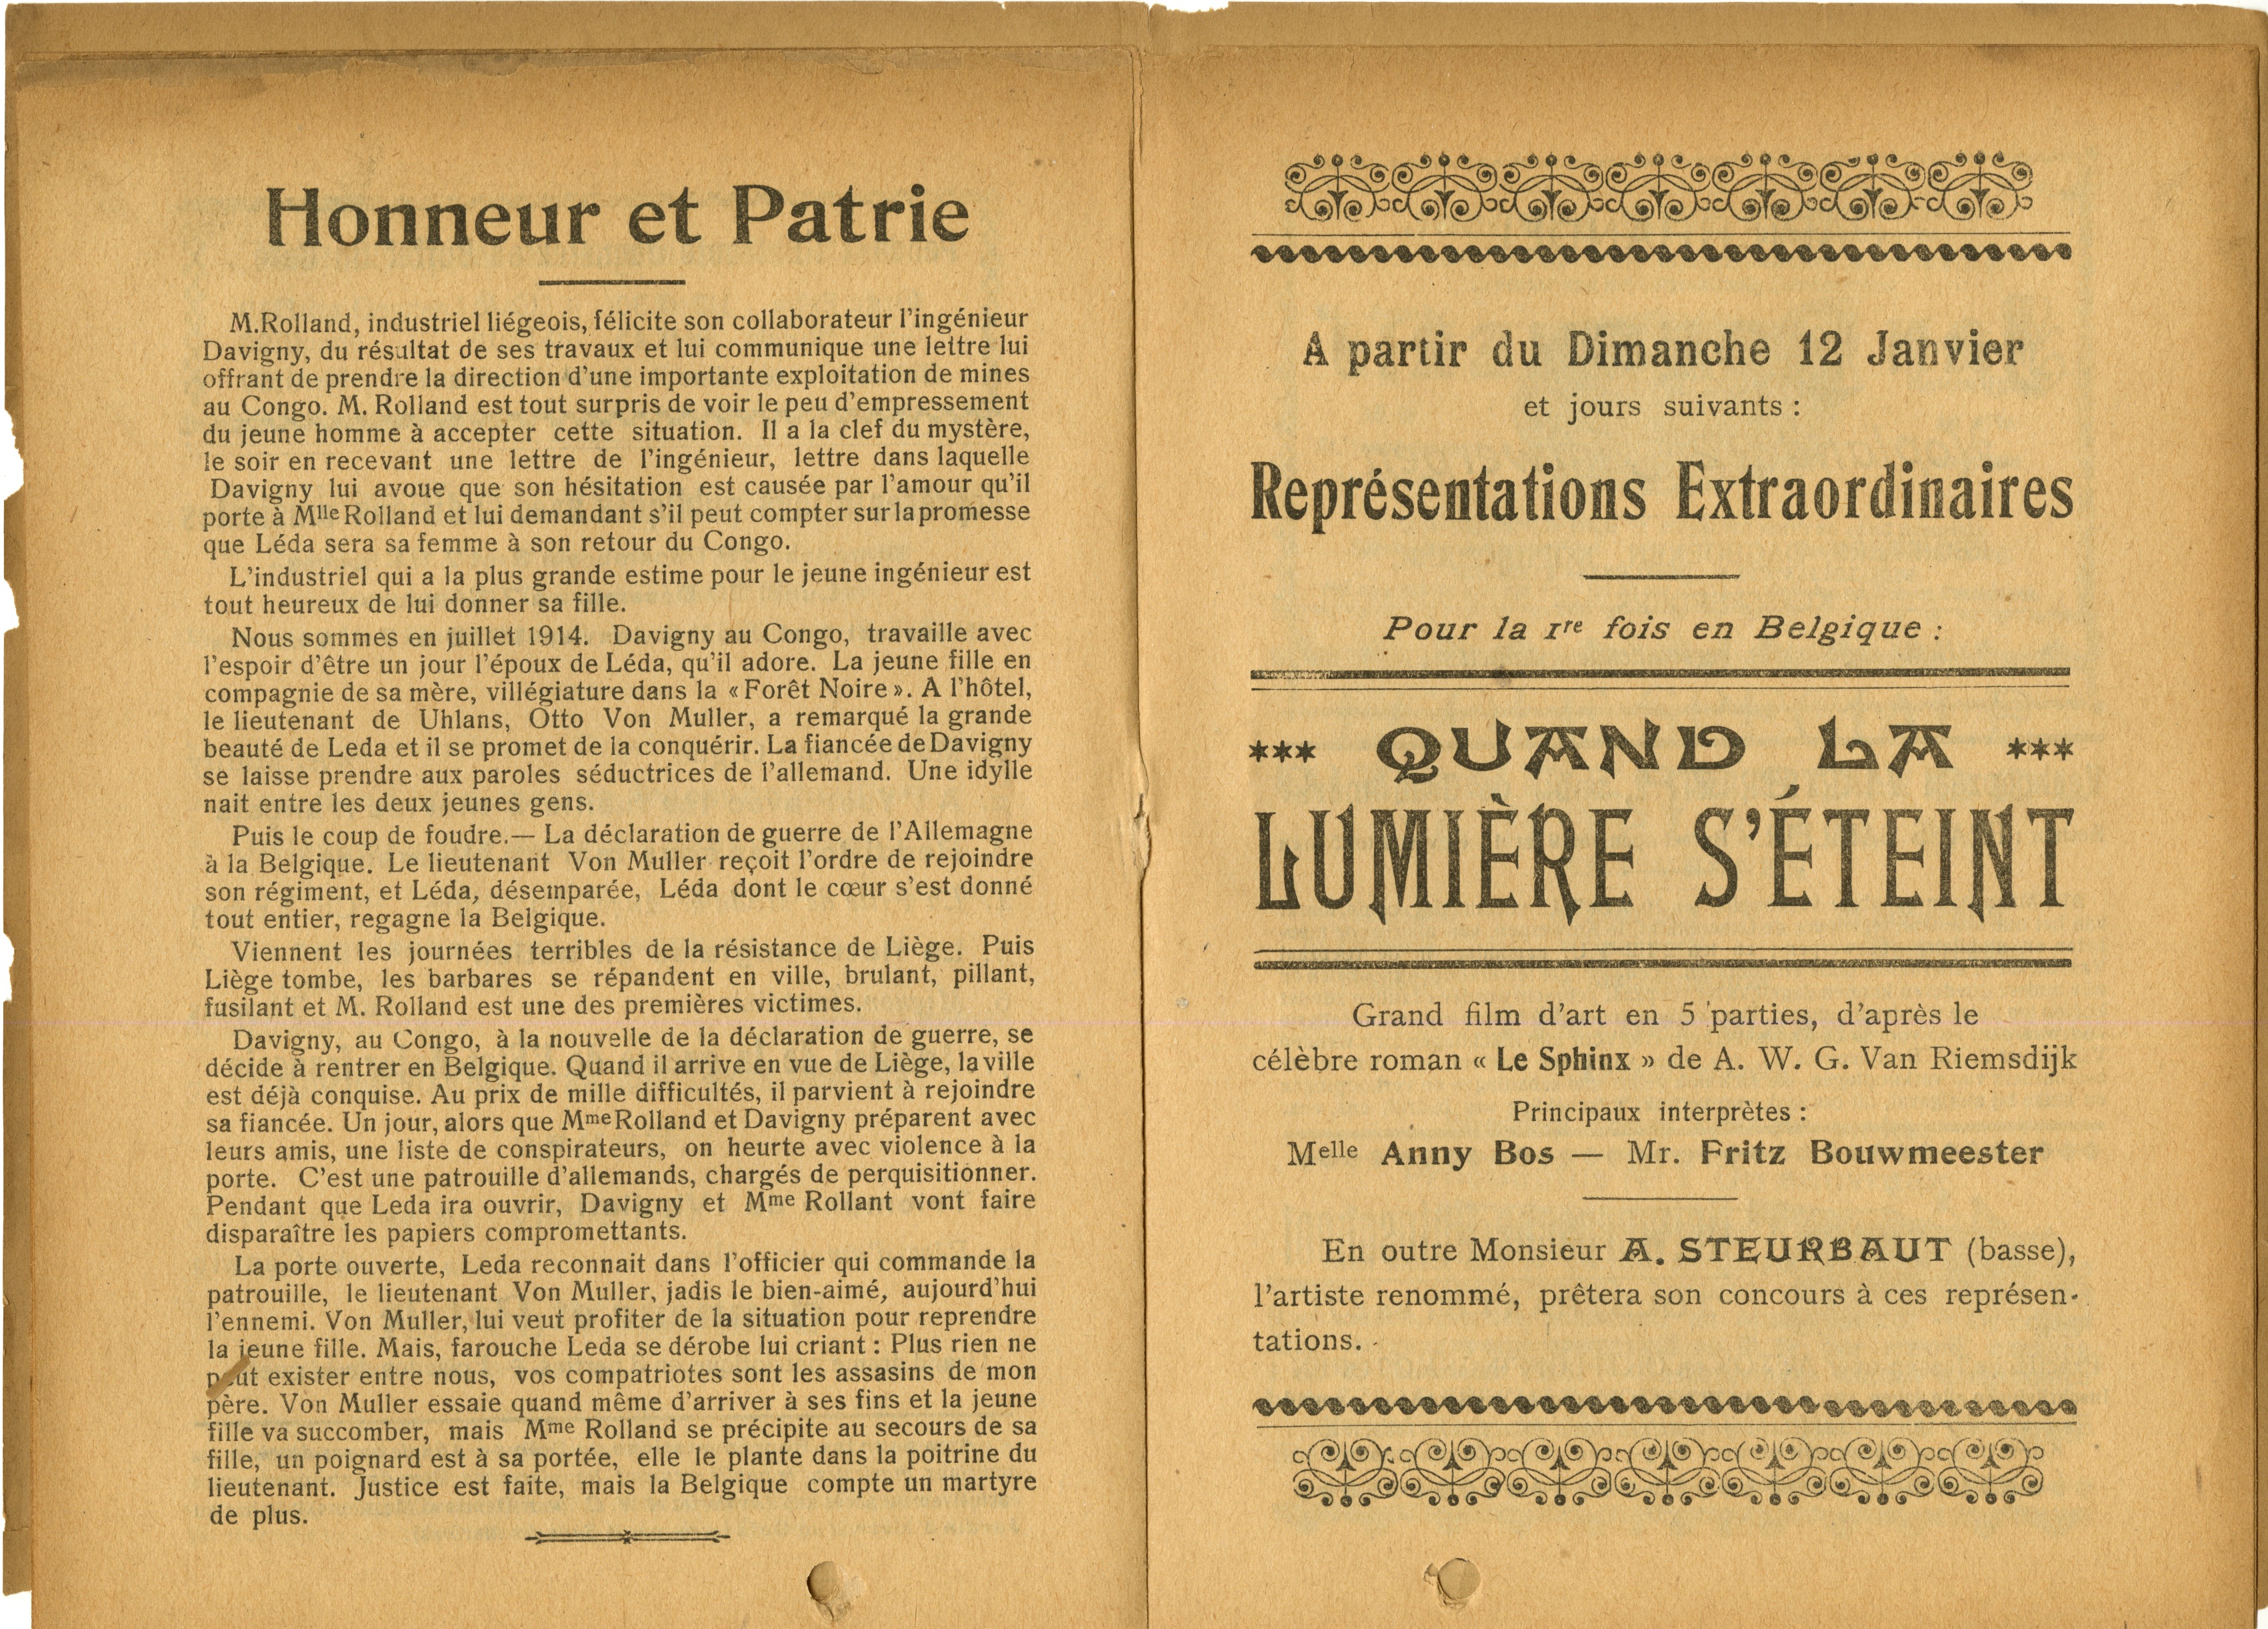 Honneur et Patrie
M.Rolland, industriel liégeois, félicite son collaborateur l'ingénieur
Davigny, du résultat de ses travaux et lui communique une lettre lui
offrant de prendre la direction d'une importante exploitation de mines
au Congo. M. Rolland est tout surpris de voir le peu d'empressement
du jeune homme à accepter cette situation. Il a la clef du mystère,
le soir en recevant une lettre de l'ingénieur, lettre dans laquelle
Davigny lui avoue que son hésitation est causée par l'amour qu'il
porte à Mlle Rolland et lui demandant s'il peut compter sur la promesse
que Léda sera sa femme à son retour du Congo.
L'industriel qui a la plus grande estime pour le jeune ingénieur est
tout heureux de lui donner sa fille.
Nous sommes en juillet 1914. Davigny au Congo, travaille avec
l'espoir d'être un jour l'époux de Léda, qu'il adore. La jeune fille en
compagnie de sa mère, villégiature dans la « Forêt Noire ». A l'hôtel,
le lieutenant de Uhlans, Otto Von Muller, a remarqué la grande
beauté de Leda et il se promet de la conquérir. La fiancée de Davigny
se laisse prendre aux paroles séductrices de l'allemand. Une idylle
nait entre les deux jeunes gens.
Puis le coup de foudre.— La déclaration de guerre de l'Allemagne
à la Belgique. Le lieutenant Von Muller reçoit l'ordre de rejoindre
son régiment, et Léda, désemparée, Léda dont le cœur s'est donné
tout entier, regagne la Belgique.
Viennent les journées terribles de la résistance de Liège. Puis
Liège tombe, les barbares se répandent en ville, brulant, pillant,
fusilant et M. Rolland est une des premières victimes.
Davigny, au Congo, à la nouvelle de la déclaration de guerre, se
décide à rentrer en Belgique. Quand il arrive en vue de Liège, la ville
est déjà conquise. Au prix de mille difficultés, il parvient à rejoindre
sa fiancée. Un jour, alors que Mme Rolland et Davigny préparent avec
leurs amis, une liste de conspirateurs, on heurte avec violence à la
porte. C'est une patrouille d'allemands, chargés de perquisitionner.
Pendant que Leda ira ouvrir, Davigny et Mme Rollant vont faire
disparaître les papiers compromettants.
La porte ouverte, Leda reconnait dans l'officier qui commande la
patrouille, le lieutenant Von Muller, jadis le bien-aimé, aujourd'hui
l'ennemi. Von Muller, lui veut profiter de la situation pour reprendre
la jeune fille. Mais, farouche Leda se dérobe lui criant : Plus rien ne
peut exister entre nous, vos compatriotes sont les assasins de mon
père. Von Muller essaie quand même d'arriver à ses fins et la jeune
fille va succomber, mais Mme Rolland se précipite au secours de sa
fille, un poignard est à sa portée, elle le plante dans la poitrine du
lieutenant. Justice est faite, mais la Belgique compte un martyre
de plus.
A partir du Dimanche 12 Janvier
et jours suivants :
Représentations Extraordinaires
Pour la 1re fois en Belgique :
*** QUAND LA ***
LUMIÈRE S'ÉTEINT
Grand film d'art en 5 parties, d'après le
célèbre roman « Le Sphinx » de A. W. G. Van Riemsdijk
Principaux interprètes :
Melle Anny Bos — Mr. Fritz Bouwmeester
En outre Monsieur A. STEURBAUT (basse),
l'artiste renommé, prêtera son concours à ces représen-
tations.